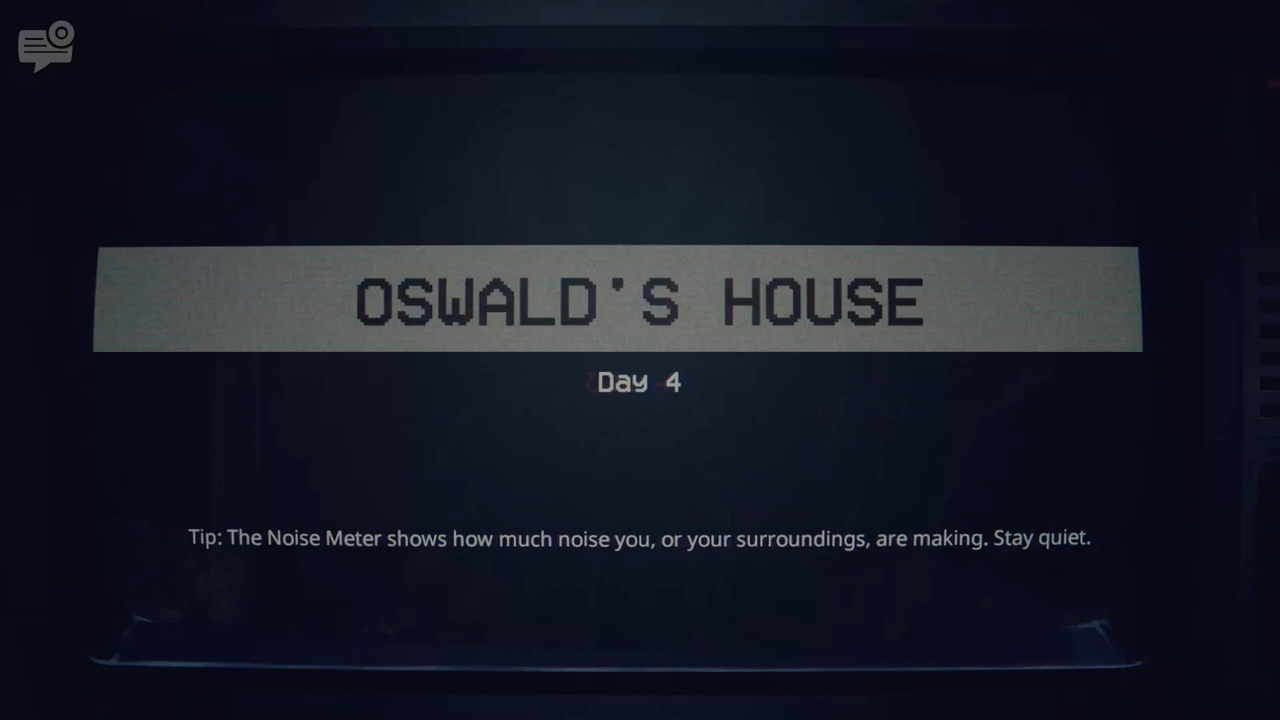 OSWALD'S HOUSE
Day 4
Tip: The Noise Meter shows how much noise you, or your surroundings, are making. Stay quiet.